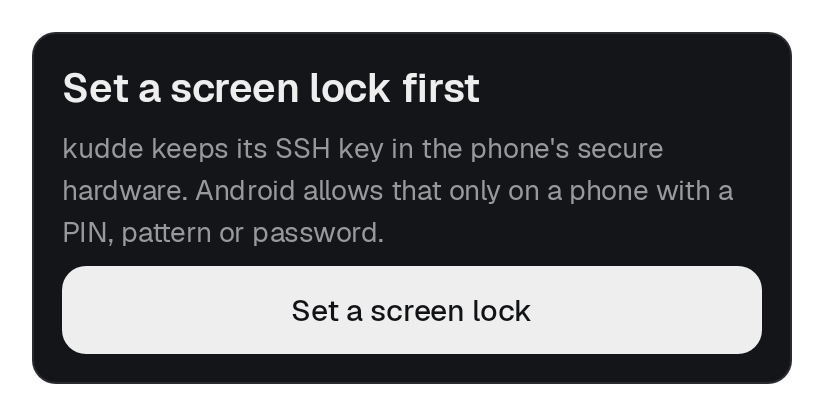 Set a screen lock first
kudde keeps its SSH key in the phone's secure
hardware. Android allows that only on a phone with a
PIN, pattern or password.
Set a screen lock